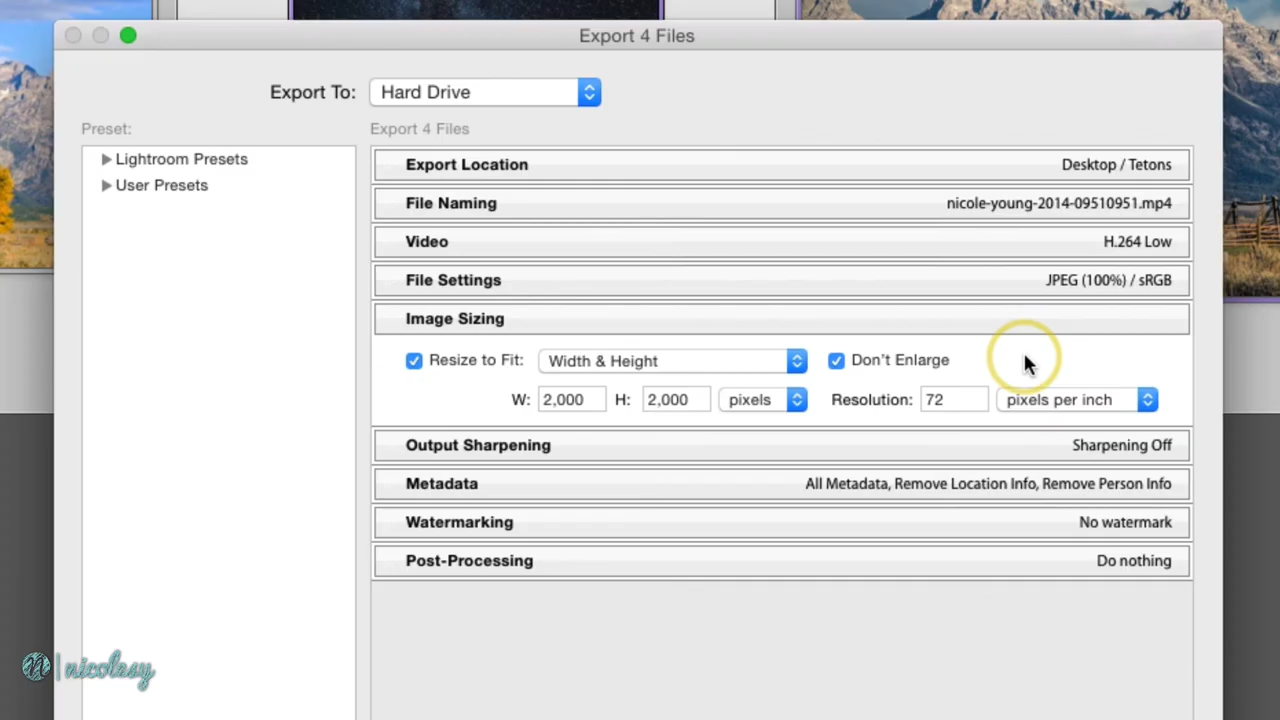 Export 4 Files
Export To: Hard Drive
Preset:
Export 4 Files
Lightroom Presets
User Presets
Export Location Desktop / Tetons
File Naming nicole-young-2014-09510951.mp4
Video H.264 Low
File Settings JPEG (100%) / sRGB
Image Sizing
Resize to Fit: Width & Height Don't Enlarge
W: 2,000 H: 2,000 pixels Resolution: 72 pixels per inch
Output Sharpening Sharpening Off
Metadata All Metadata, Remove Location Info, Remove Person Info
Watermarking No watermark
Post-Processing Do nothing
n | nicolesy